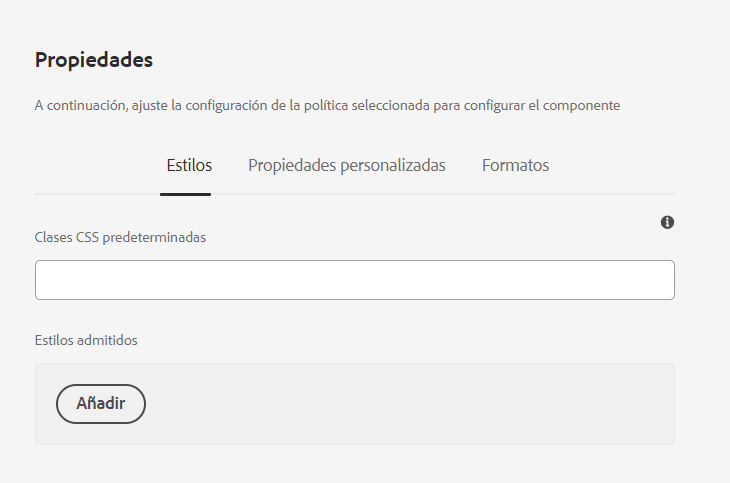 Propiedades
A continuación, ajuste la configuración de la política seleccionada para configurar el componente
Estilos Propiedades personalizadas Formatos
Clases CSS predeterminadas
Estilos admitidos
Añadir